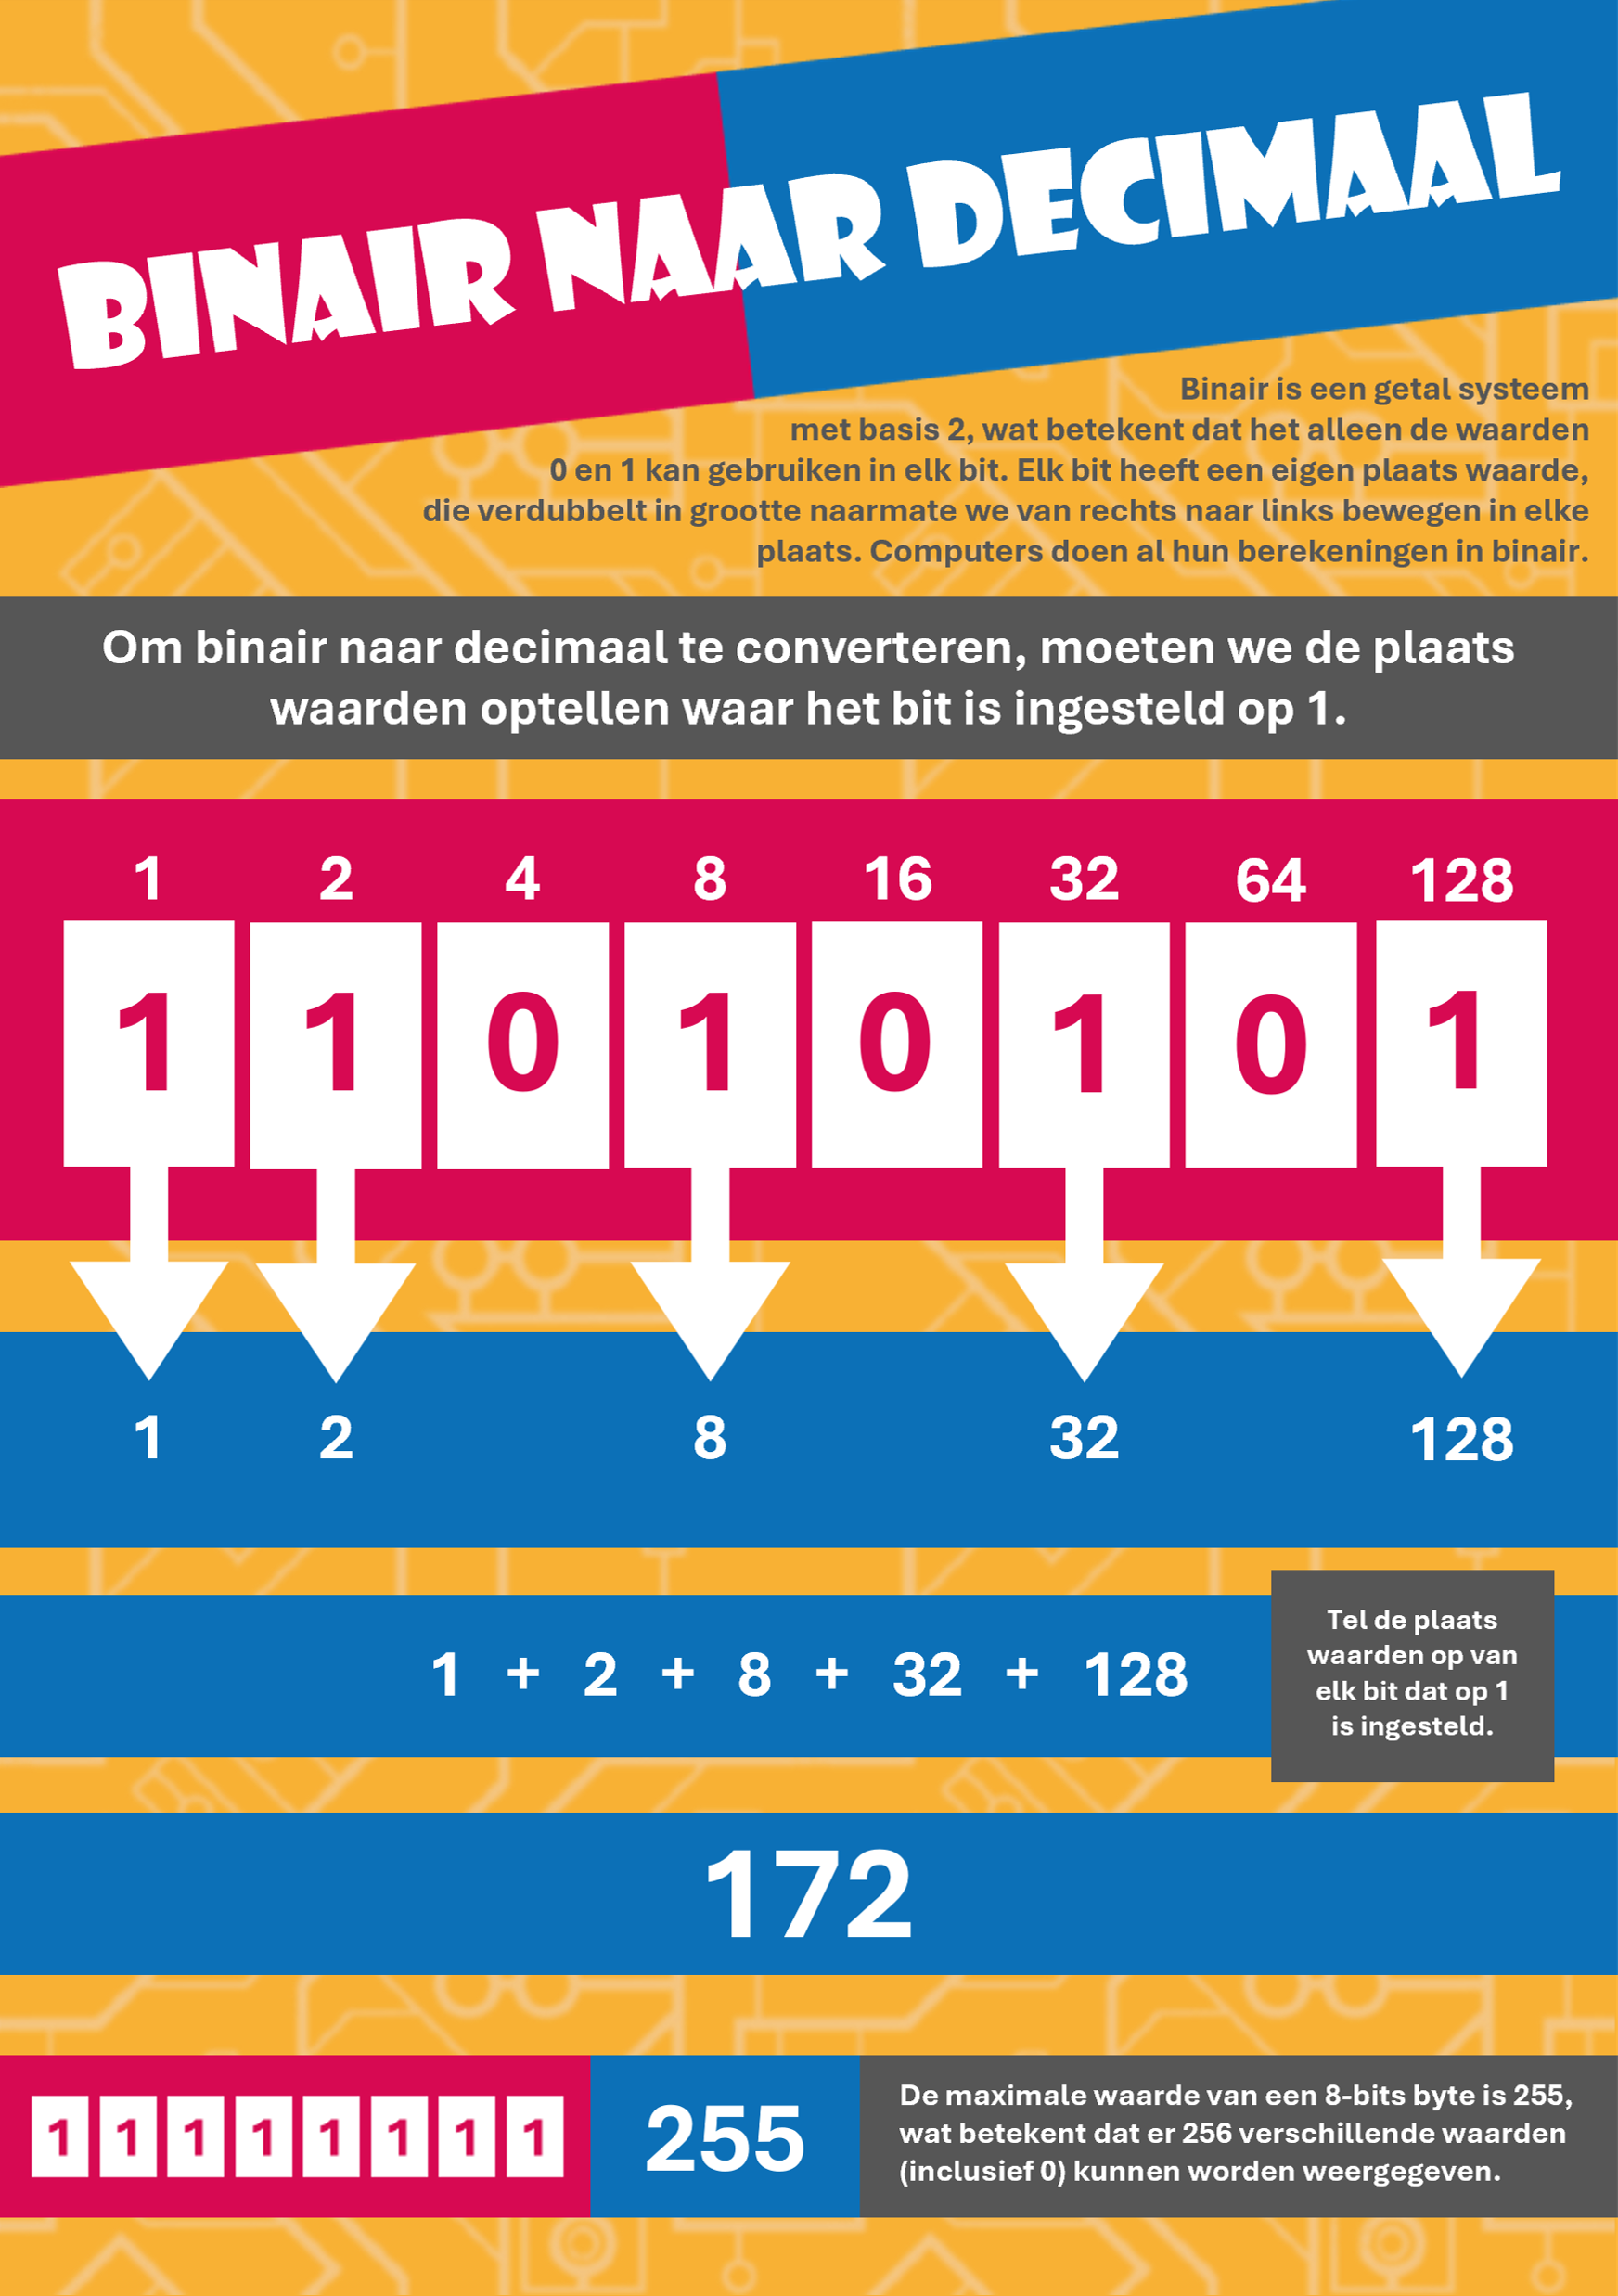 BINAIR NAAR DECIMAAL
Binair is een getal systeem
met basis 2, wat betekent dat het alleen de waarden
0 en 1 kan gebruiken in elk bit. Elk bit heeft een eigen plaats waarde,
die verdubbelt in grootte naarmate we van rechts naar links bewegen in elke
plaats. Computers doen al hun berekeningen in binair.
Om binair naar decimaal te converteren, moeten we de plaats
waarden optellen waar het bit is ingesteld op 1.
1 2 4 8 16 32 64 128
1 1 0 1 0 1 0 1
1 2 8 32 128
1 + 2 + 8 + 32 + 128
Tel de plaats
waarden op van
elk bit dat op 1
is ingesteld.
172
1 1 1 1 1 1 1 1
255
De maximale waarde van een 8-bits byte is 255,
wat betekent dat er 256 verschillende waarden
(inclusief 0) kunnen worden weergegeven.